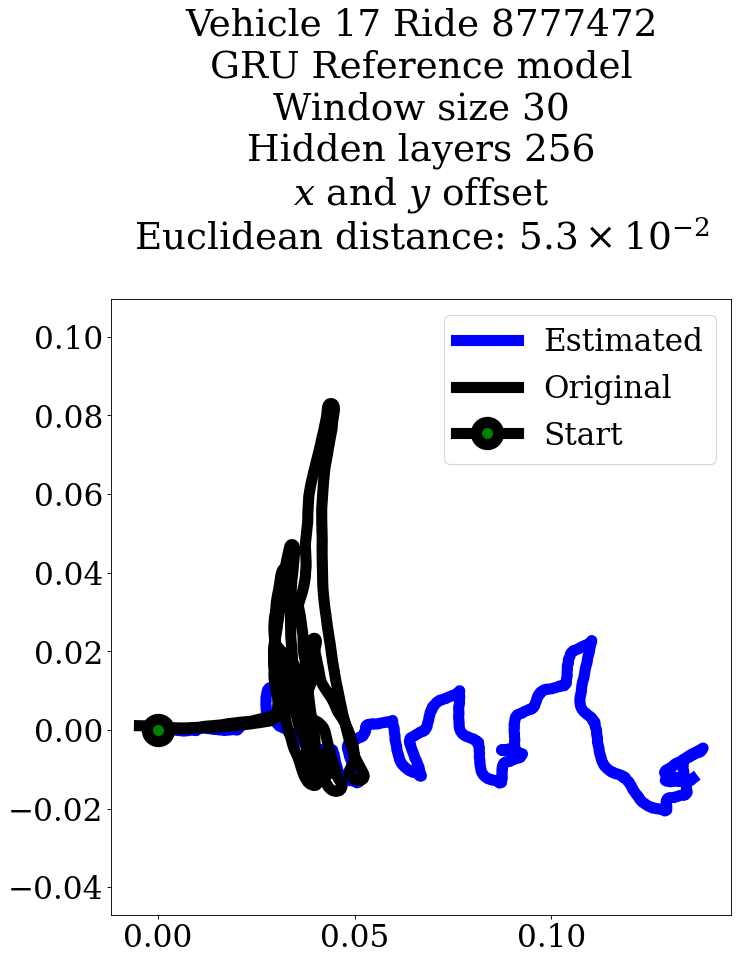 Vehicle 17 Ride 8777472
GRU Reference model
Window size 30
Hidden layers 256
x and y offset
Euclidean distance: 5.3 × 10⁻²
Estimated
Original
Start
0.10
0.08
0.06
0.04
0.02
0.00
−0.02
−0.04
0.00 0.05 0.10